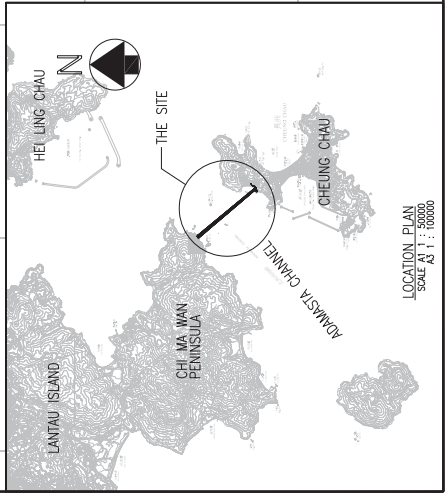 HEI LING CHAU
N
THE SITE
LANTAU ISLAND
CHI MA WAN
PENINSULA
CHEUNG CHAU
ADAMASTA CHANNEL
LOCATION PLAN
SCALE A1 1 : 50000
A3 1 : 100000